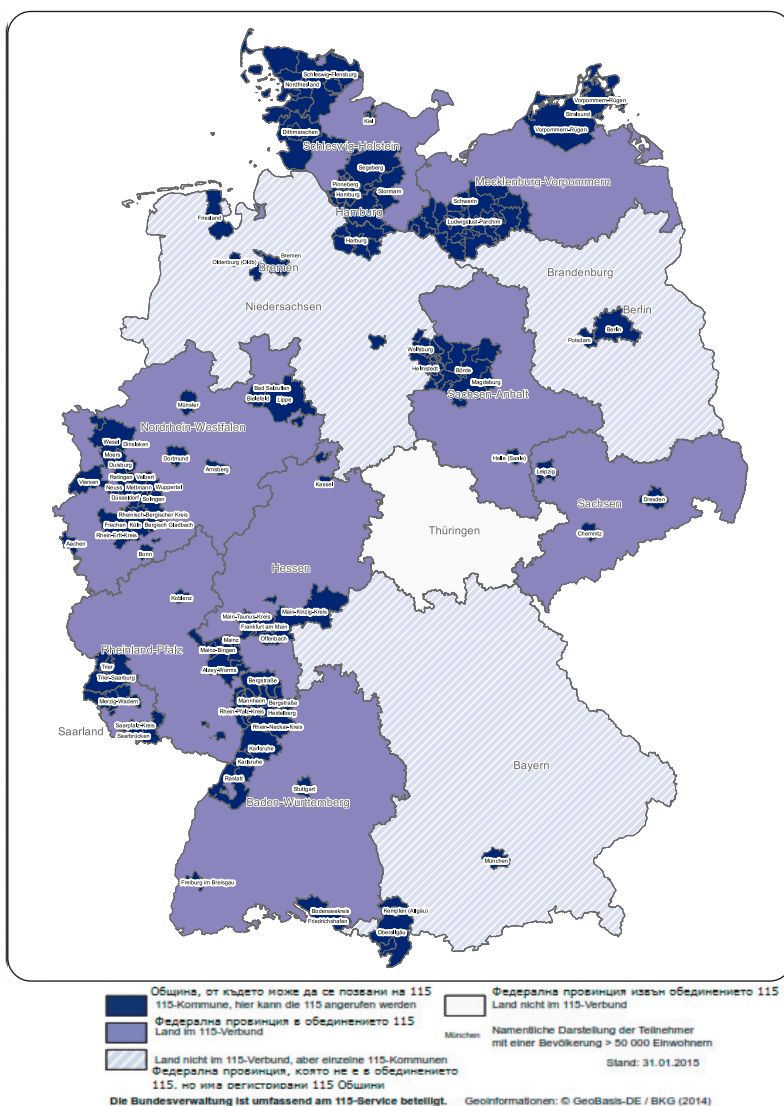 Schleswig-Flensburg
Nordfriesland
Vorpommern-Rügen
Kiel
Stralsund
Dithmarschen
Vorpommern-Rügen
Schleswig-Holstein
Segeberg
Mecklenburg-Vorpommern
Pinneberg
Stormarn
Schwerin
Hamburg
Hamburg
Friesland
Ludwigslust-Parchim
Harburg
Bremen
Oldenburg (Oldb)
Bremen
Brandenburg
Niedersachsen
Berlin
Berlin
Potsdam
Wolfsburg
Helmstedt
Börde
Bad Salzuflen
Magdeburg
Bielefeld
Lippe
Sachsen-Anhalt
Münster
Nordrhein-Westfalen
Wesel
Dinslaken
Moers
Dortmund
Halle (Saale)
Duisburg
Arnsberg
Leipzig
Ratingen
Velbert
Viersen
Kassel
Neuss
Mettmann
Wuppertal
Düsseldorf
Solingen
Dresden
Sachsen
Rheinisch-Bergischer Kreis
Frechen
Köln
Bergisch Gladbach
Thüringen
Chemnitz
Rhein-Erft-Kreis
Aachen
Bonn
Hessen
Koblenz
Main-Kinzig-Kreis
Main-Taunus-Kreis
Frankfurt am Main
Mainz
Offenbach
Rheinland-Pfalz
Mainz-Bingen
Trier
Alzey-Worms
Trier-Saarburg
Bergstraße
Merzig-Wadern
Mannheim
Bergstraße
Rhein-Pfalz-Kreis
Heidelberg
Saarpfalz-Kreis
Rhein-Neckar-Kreis
Saarland
Saarbrücken
Karlsruhe
Karlsruhe
Bayern
Rastatt
Stuttgart
Baden-Württemberg
München
Freiburg im Breisgau
Bodenseekreis
Kempten (Allgäu)
Friedrichshafen
Oberallgäu
Община, от където може да се позвани на 115
115-Kommune, hier kann die 115 angerufen werden
Федерална провинция в обединението 115
Land im 115-Verbund
Land nicht im 115-Verbund, aber einzelne 115-Kommunen
Федерална провинция, която не е в обединението
115, но има регистрирани 115 Общини
Федерална провинция извън обединението 115
Land nicht im 115-Verbund
München Namentliche Darstellung der Teilnehmer
mit einer Bevölkerung > 50 000 Einwohnern
Stand: 31.01.2015
Die Bundesverwaltung ist umfassend am 115-Service beteiligt. Geoinformationen: © GeoBasis-DE / BKG (2014)